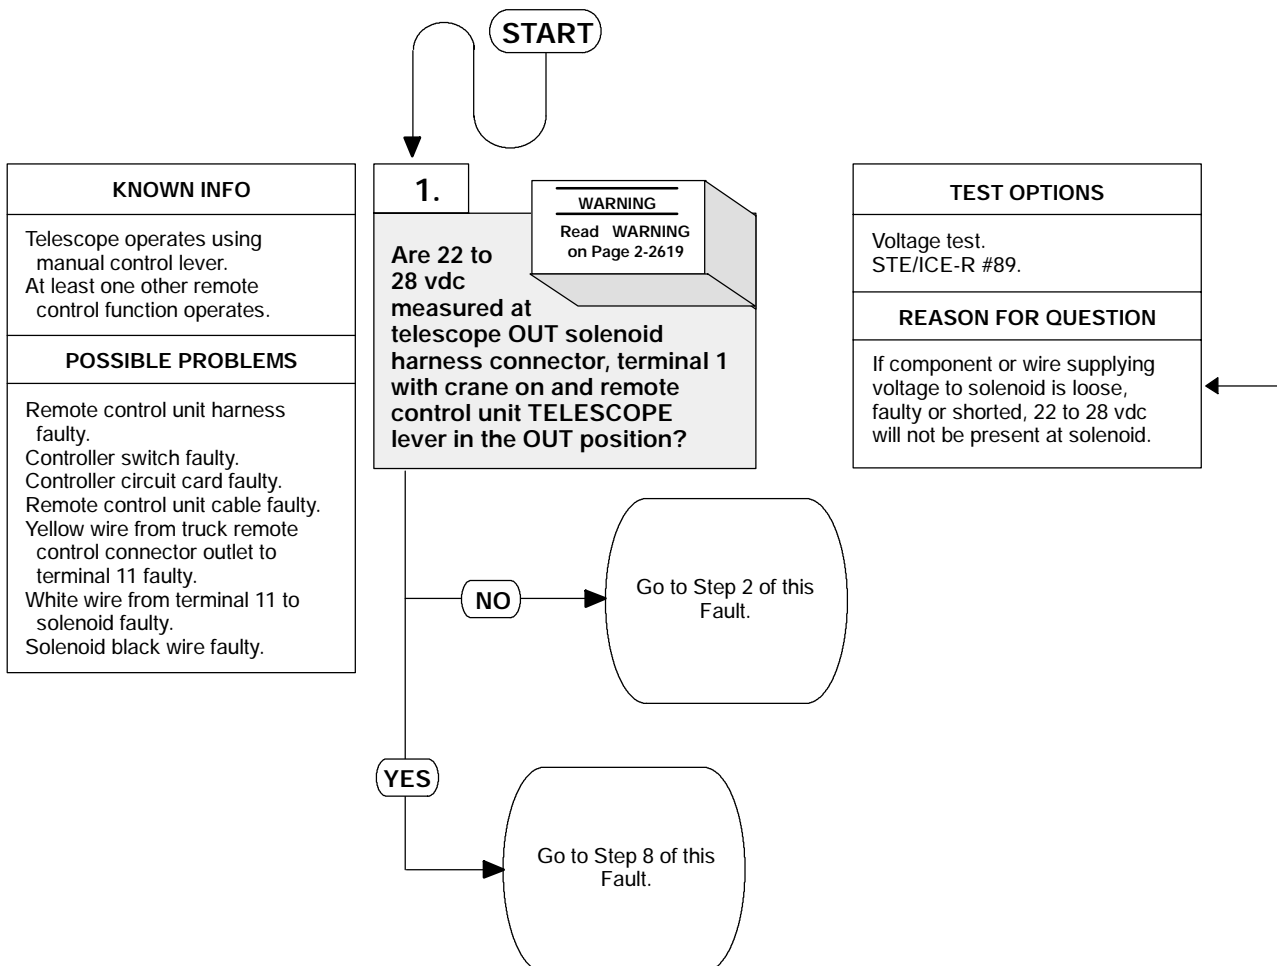 START
KNOWN INFO
Telescope operates using
manual control lever.
At least one other remote
control function operates.
POSSIBLE PROBLEMS
Remote control unit harness
faulty.
Controller switch faulty.
Controller circuit card faulty.
Remote control unit cable faulty.
Yellow wire from truck remote
control connector outlet to
terminal 11 faulty.
White wire from terminal 11 to
solenoid faulty.
Solenoid black wire faulty.
1.
WARNING
Read WARNING
on Page 2-2619
Are 22 to
28 vdc
measured at
telescope OUT solenoid
harness connector, terminal 1
with crane on and remote
control unit TELESCOPE
lever in the OUT position?
TEST OPTIONS
Voltage test.
STE/ICE-R #89.
REASON FOR QUESTION
If component or wire supplying
voltage to solenoid is loose,
faulty or shorted, 22 to 28 vdc
will not be present at solenoid.
NO
Go to Step 2 of this
Fault.
YES
Go to Step 8 of this
Fault.